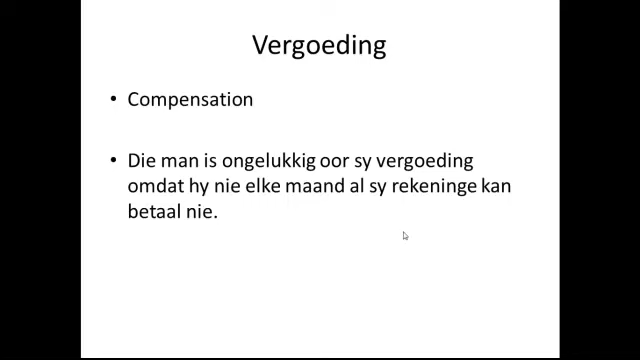 Vergoeding
• Compensation
• Die man is ongelukkig oor sy vergoeding
omdat hy nie elke maand al sy rekeninge kan
betaal nie.